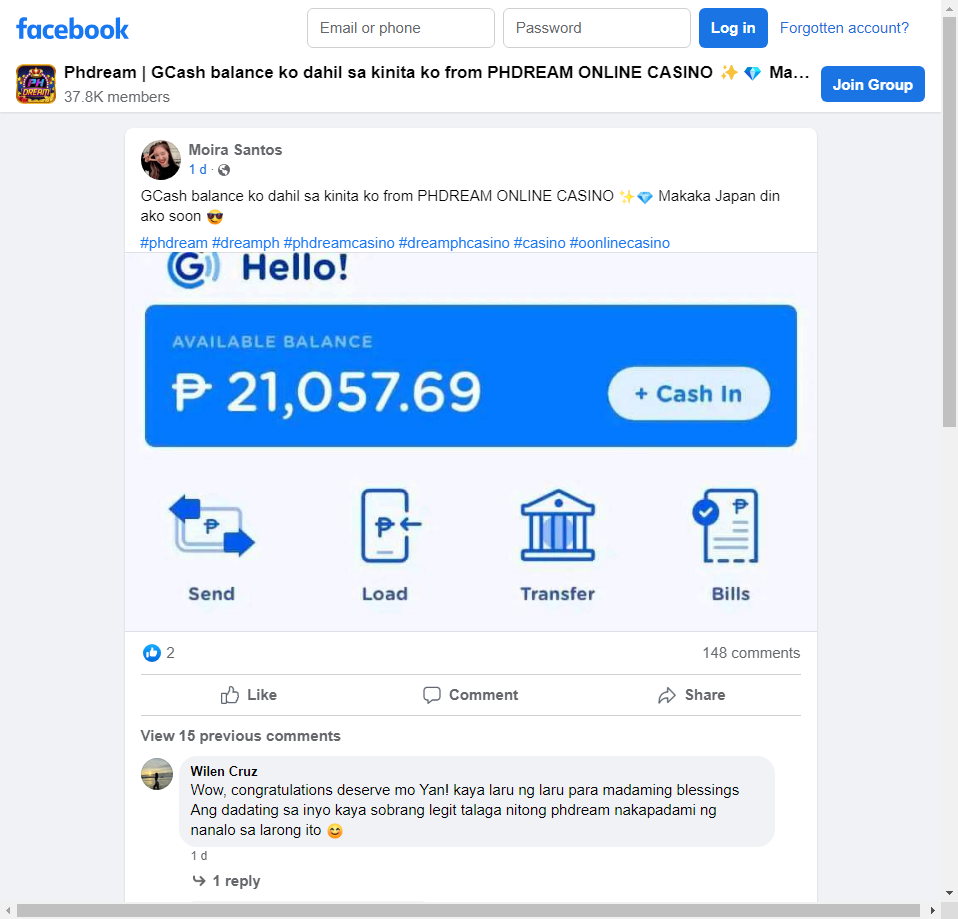 facebook
Email or phone
Password
Log in
Forgotten account?
Phdream | GCash balance ko dahil sa kinita ko from PHDREAM ONLINE CASINO ✨💎 Ma...
37.8K members
Join Group
PH
DREAM
Moira Santos
1 d ·
GCash balance ko dahil sa kinita ko from PHDREAM ONLINE CASINO ✨💎 Makaka Japan din
ako soon 😎
#phdream #dreamph #phdreamcasino #dreamphcasino #casino #oonlinecasino
G Hello!
AVAILABLE BALANCE
₱ 21,057.69
+ Cash In
Send
Load
Transfer
Bills
2
148 comments
Like
Comment
Share
View 15 previous comments
Wilen Cruz
Wow, congratulations deserve mo Yan! kaya laru ng laru para madaming blessings
Ang dadating sa inyo kaya sobrang legit talaga nitong phdream nakapadami ng
nanalo sa larong ito 😊
1 d
1 reply